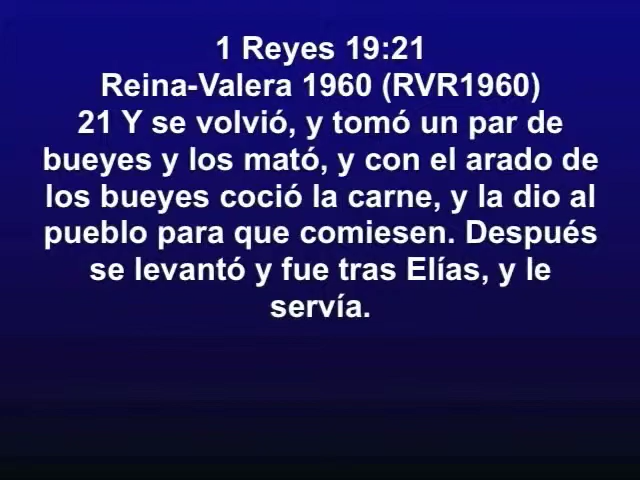 1 Reyes 19:21
Reina-Valera 1960 (RVR1960)
21 Y se volvió, y tomó un par de
bueyes y los mató, y con el arado de
los bueyes coció la carne, y la dio al
pueblo para que comiesen. Después
se levantó y fue tras Elías, y le
servía.